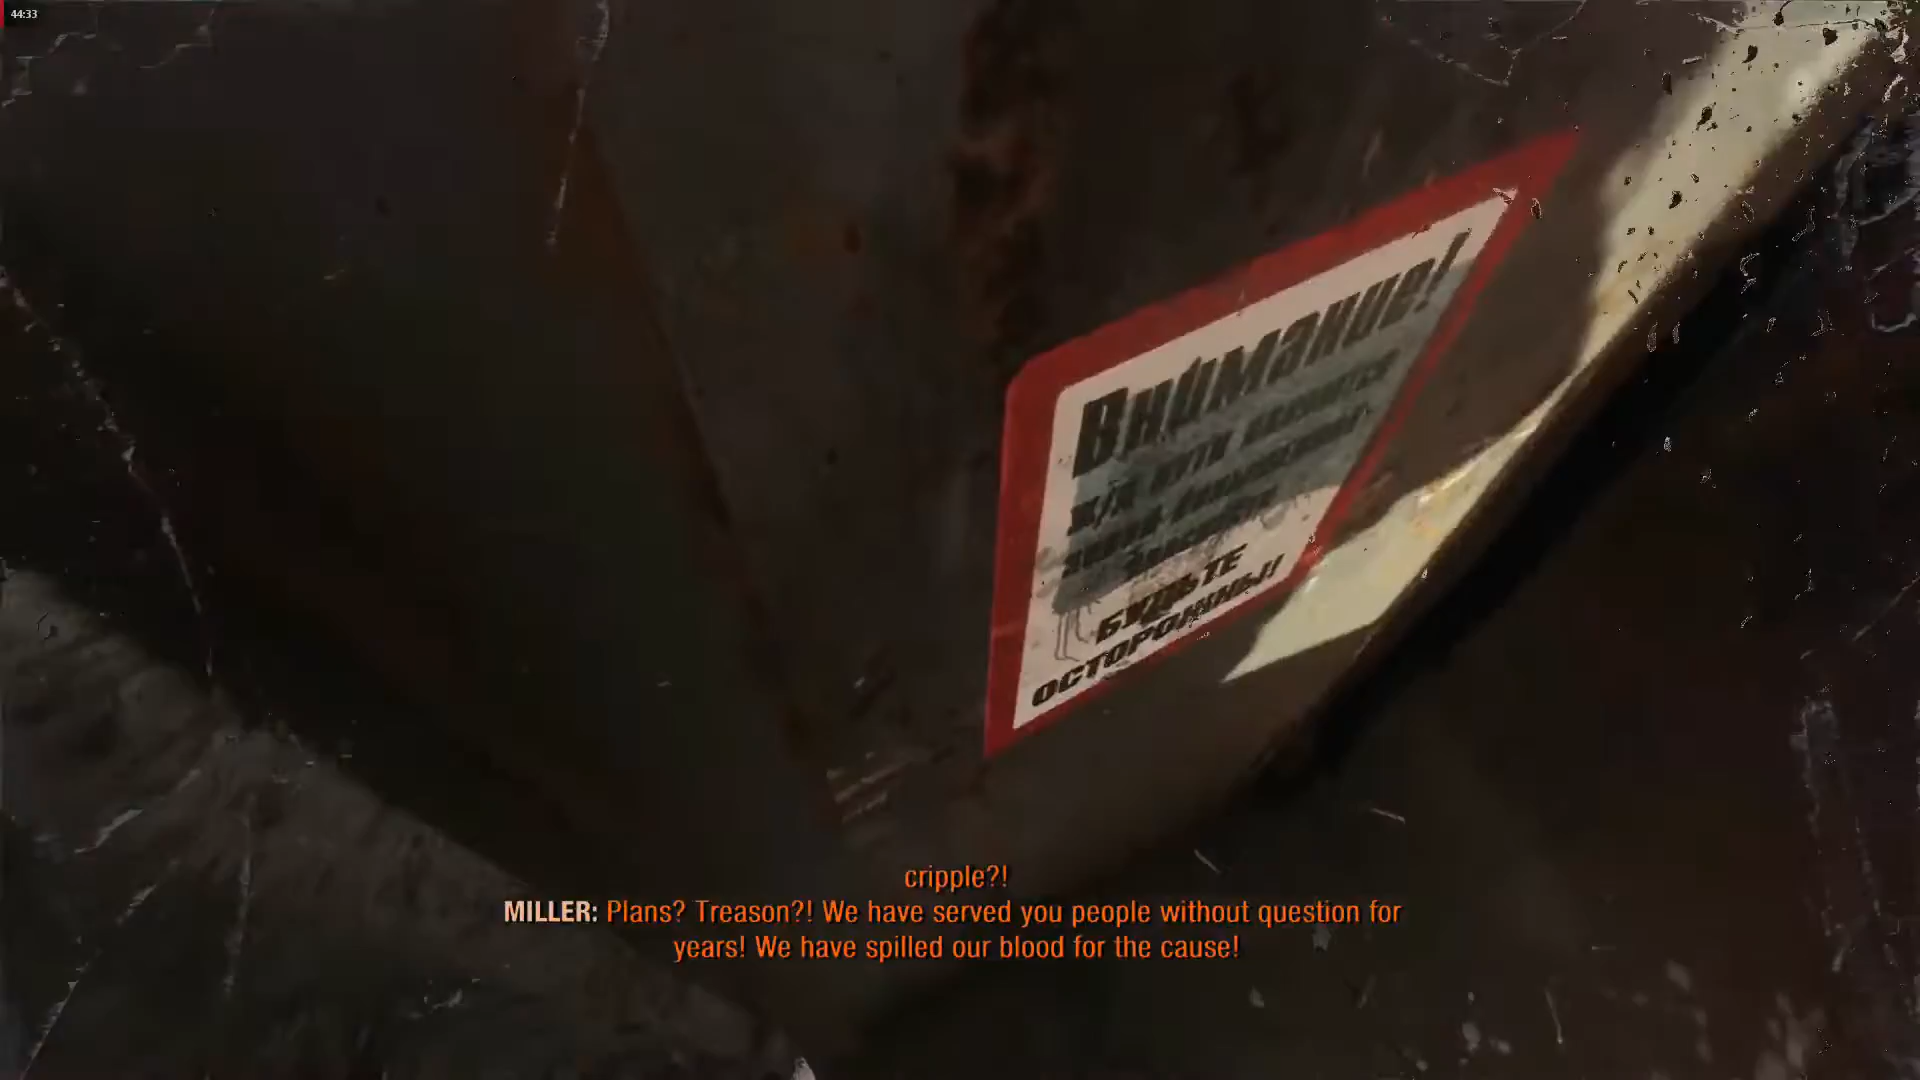 44:33
Внимание!
Ж/Д ПУТИ
БУДЬТЕ
ОСТОРОЖНЫ!
cripple?!
MILLER: Plans? Treason?! We have served you people without question for
years! We have spilled our blood for the cause!